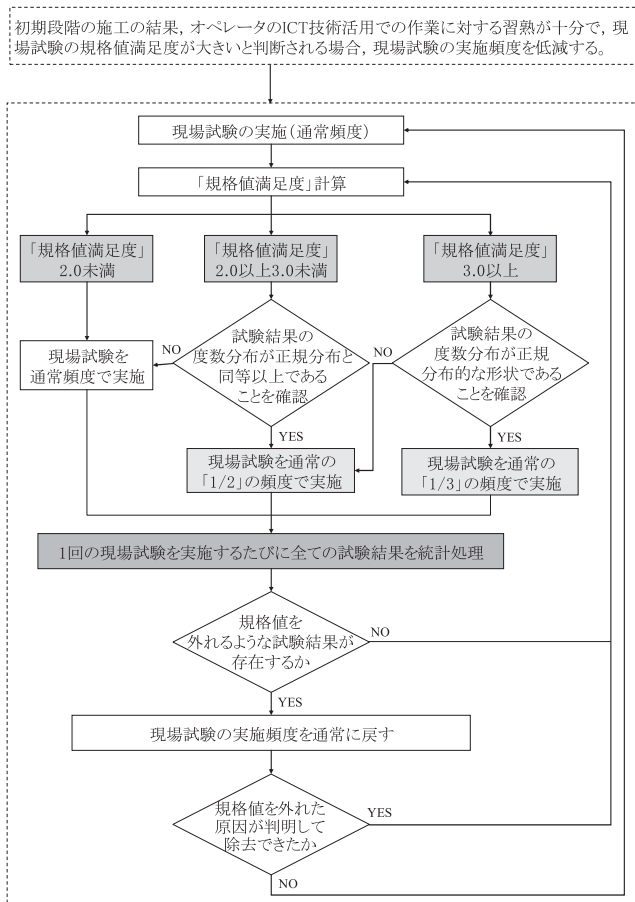 初期段階の施工の結果，オペレータのICT技術活用での作業に対する習熟が十分で，現
場試験の規格値満足度が大きいと判断される場合，現場試験の実施頻度を低減する。
現場試験の実施（通常頻度）
「規格値満足度」計算
「規格値満足度」
2.0未満
「規格値満足度」
2.0以上3.0未満
「規格値満足度」
3.0以上
試験結果の
度数分布が正規分布と
同等以上である
ことを確認
試験結果の
度数分布が正規
分布的な形状である
ことを確認
NO
NO
現場試験を
通常頻度で実施
YES
YES
現場試験を通常の
「1/2」の頻度で実施
現場試験を通常の
「1/3」の頻度で実施
1回の現場試験を実施するたびに全ての試験結果を統計処理
規格値を
外れるような試験結果が
存在するか
NO
YES
現場試験の実施頻度を通常に戻す
規格値を外れた
原因が判明して
除去できたか
YES
NO